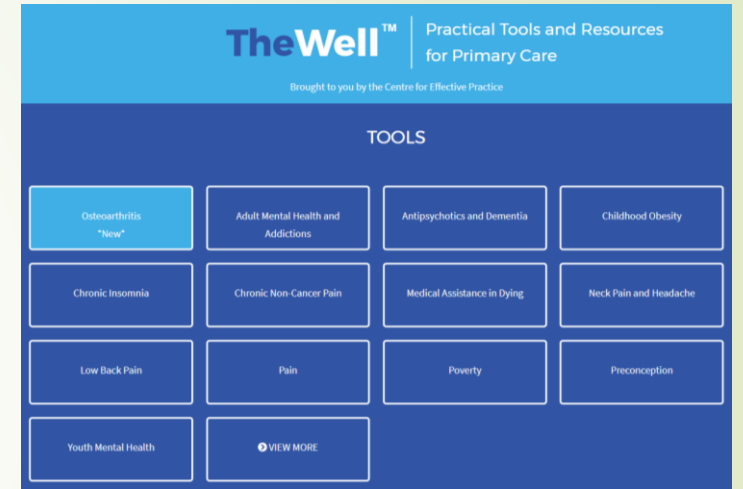 TheWell™
Practical Tools and Resources
for Primary Care
Brought to you by the Centre for Effective Practice
TOOLS
Osteoarthritis
"New"
Adult Mental Health and
Addictions
Antipsychotics and Dementia
Childhood Obesity
Chronic Insomnia
Chronic Non-Cancer Pain
Medical Assistance in Dying
Neck Pain and Headache
Low Back Pain
Pain
Poverty
Preconception
Youth Mental Health
VIEW MORE